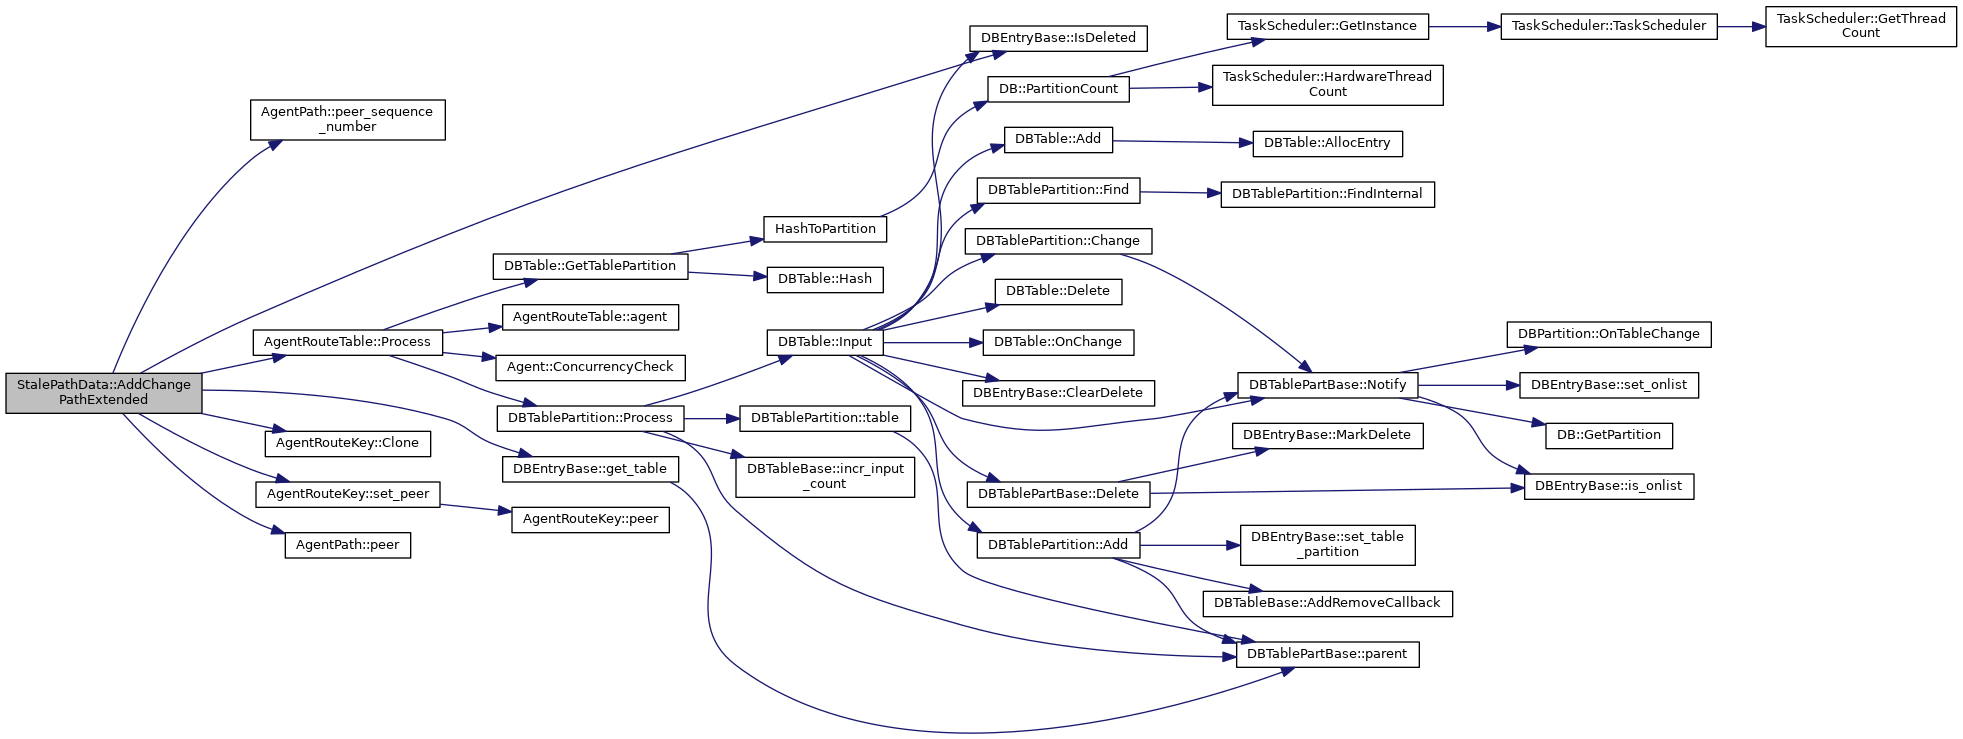 StalePathData::AddChange
PathExtended
AgentPath::peer_sequence
_number
AgentRouteTable::Process
AgentRouteKey::Clone
AgentRouteKey::set_peer
AgentPath::peer
DBTable::GetTablePartition
AgentRouteTable::agent
Agent::ConcurrencyCheck
DBTablePartition::Process
DBEntryBase::get_table
AgentRouteKey::peer
HashToPartition
DBTable::Hash
DBTable::Input
DBTablePartition::table
DBTableBase::incr_input
_count
DBEntryBase::IsDeleted
DB::PartitionCount
DBTable::Add
DBTablePartition::Find
DBTablePartition::Change
DBTable::Delete
DBTable::OnChange
DBEntryBase::ClearDelete
DBTablePartBase::Delete
DBTablePartition::Add
TaskScheduler::GetInstance
TaskScheduler::HardwareThread
Count
DBTable::AllocEntry
DBTablePartition::FindInternal
DBTablePartBase::Notify
DBEntryBase::MarkDelete
DBEntryBase::set_table
_partition
DBTableBase::AddRemoveCallback
DBTablePartBase::parent
TaskScheduler::TaskScheduler
DBPartition::OnTableChange
DBEntryBase::set_onlist
DB::GetPartition
DBEntryBase::is_onlist
TaskScheduler::GetThread
Count